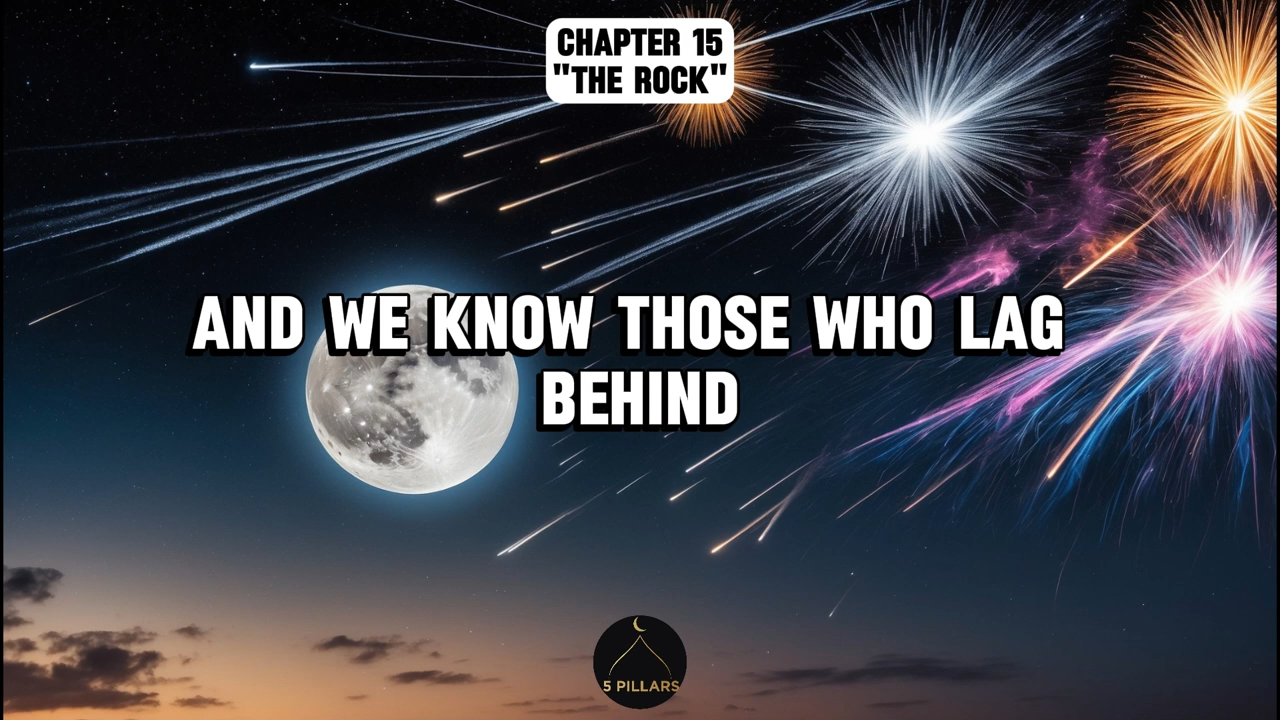 CHAPTER 15
"THE ROCK"
AND WE KNOW THOSE WHO LAG
BEHIND
5 PILLARS